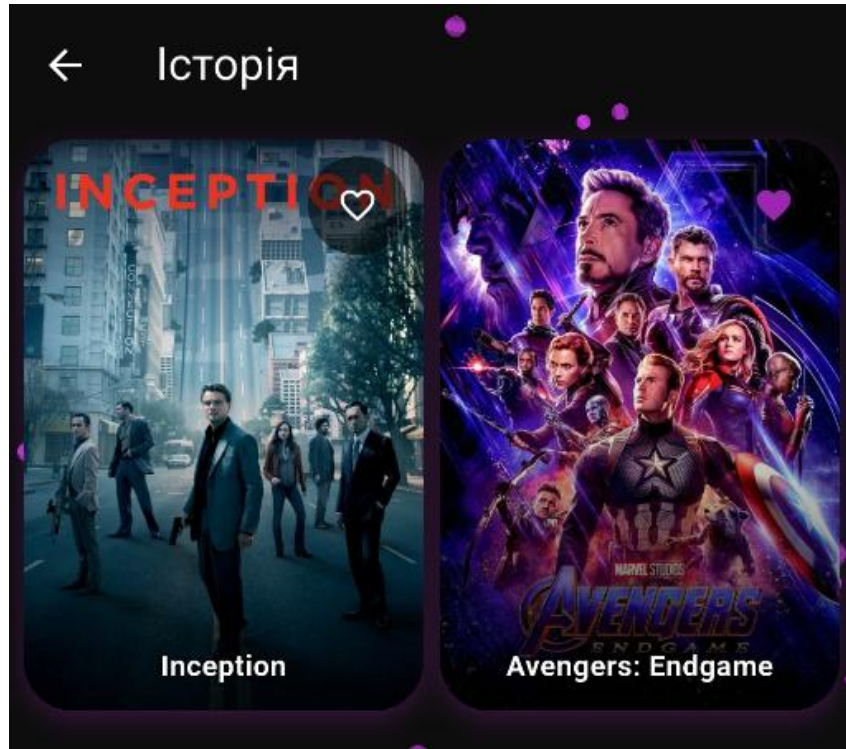 Історія
INCEPTION
Inception
MARVEL STUDIOS
AVENGERS
ENDGAME
Avengers: Endgame